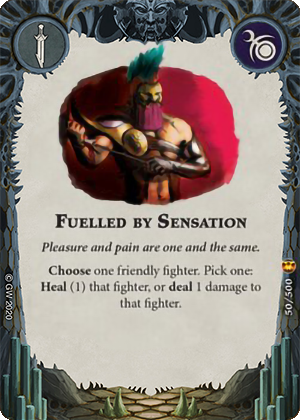 FUELLED BY SENSATION
Pleasure and pain are one and the same.
Choose one friendly fighter. Pick one:
Heal (1) that fighter, or deal 1 damage to
that fighter.
© GW 2020
50/500